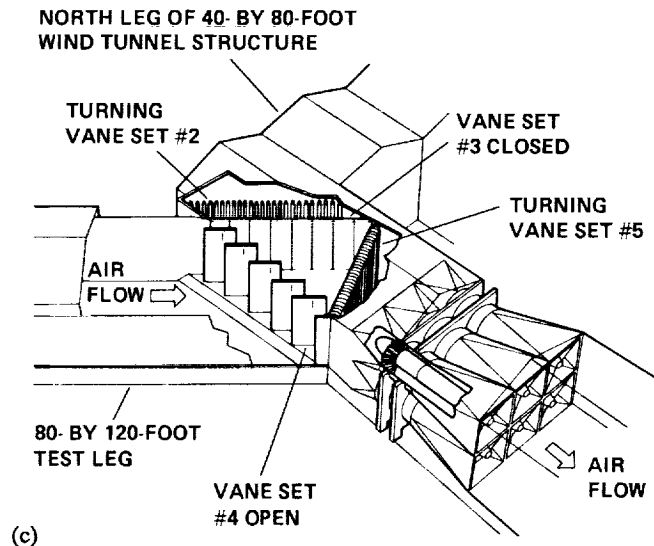 NORTH LEG OF 40- BY 80-FOOT
WIND TUNNEL STRUCTURE
TURNING
VANE SET #2
VANE SET
#3 CLOSED
TURNING
VANE SET #5
AIR
FLOW
80- BY 120-FOOT
TEST LEG
VANE SET
#4 OPEN
AIR
FLOW
(c)